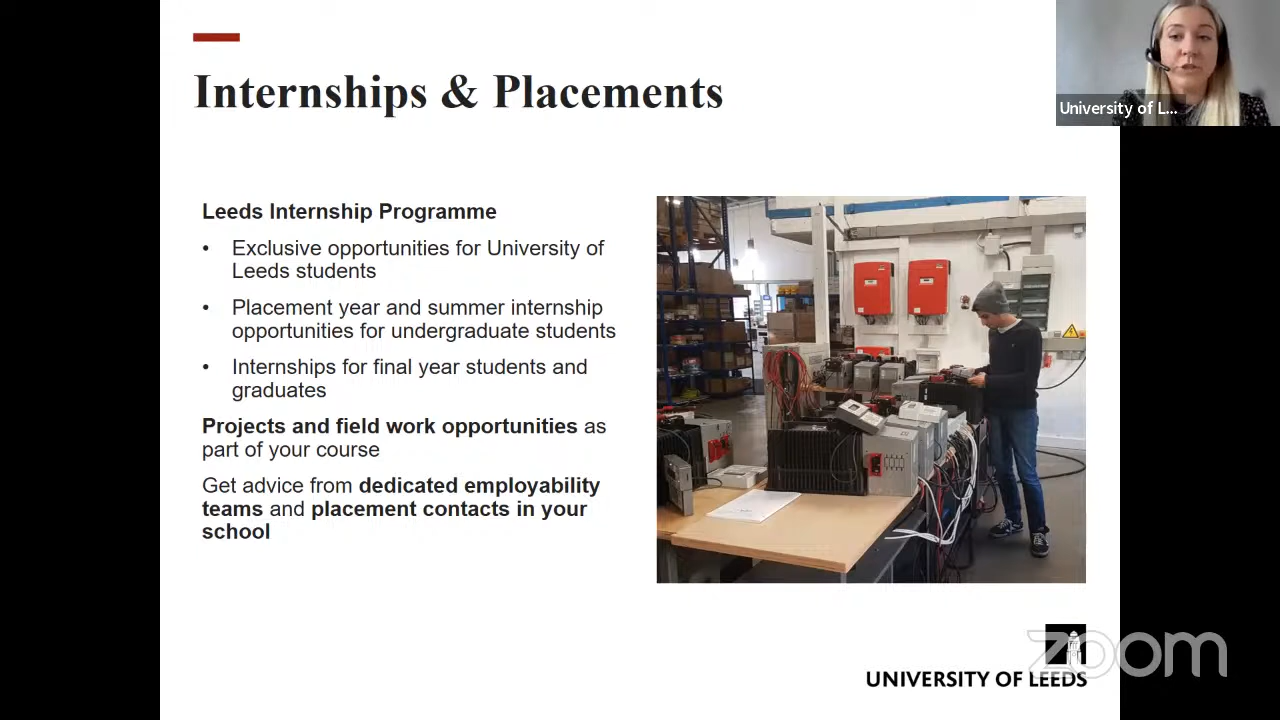 Internships & Placements
University of L...
Leeds Internship Programme
• Exclusive opportunities for University of
Leeds students
• Placement year and summer internship
opportunities for undergraduate students
• Internships for final year students and
graduates
Projects and field work opportunities as
part of your course
Get advice from dedicated employability
teams and placement contacts in your
school
zoom
UNIVERSITY OF LEEDS